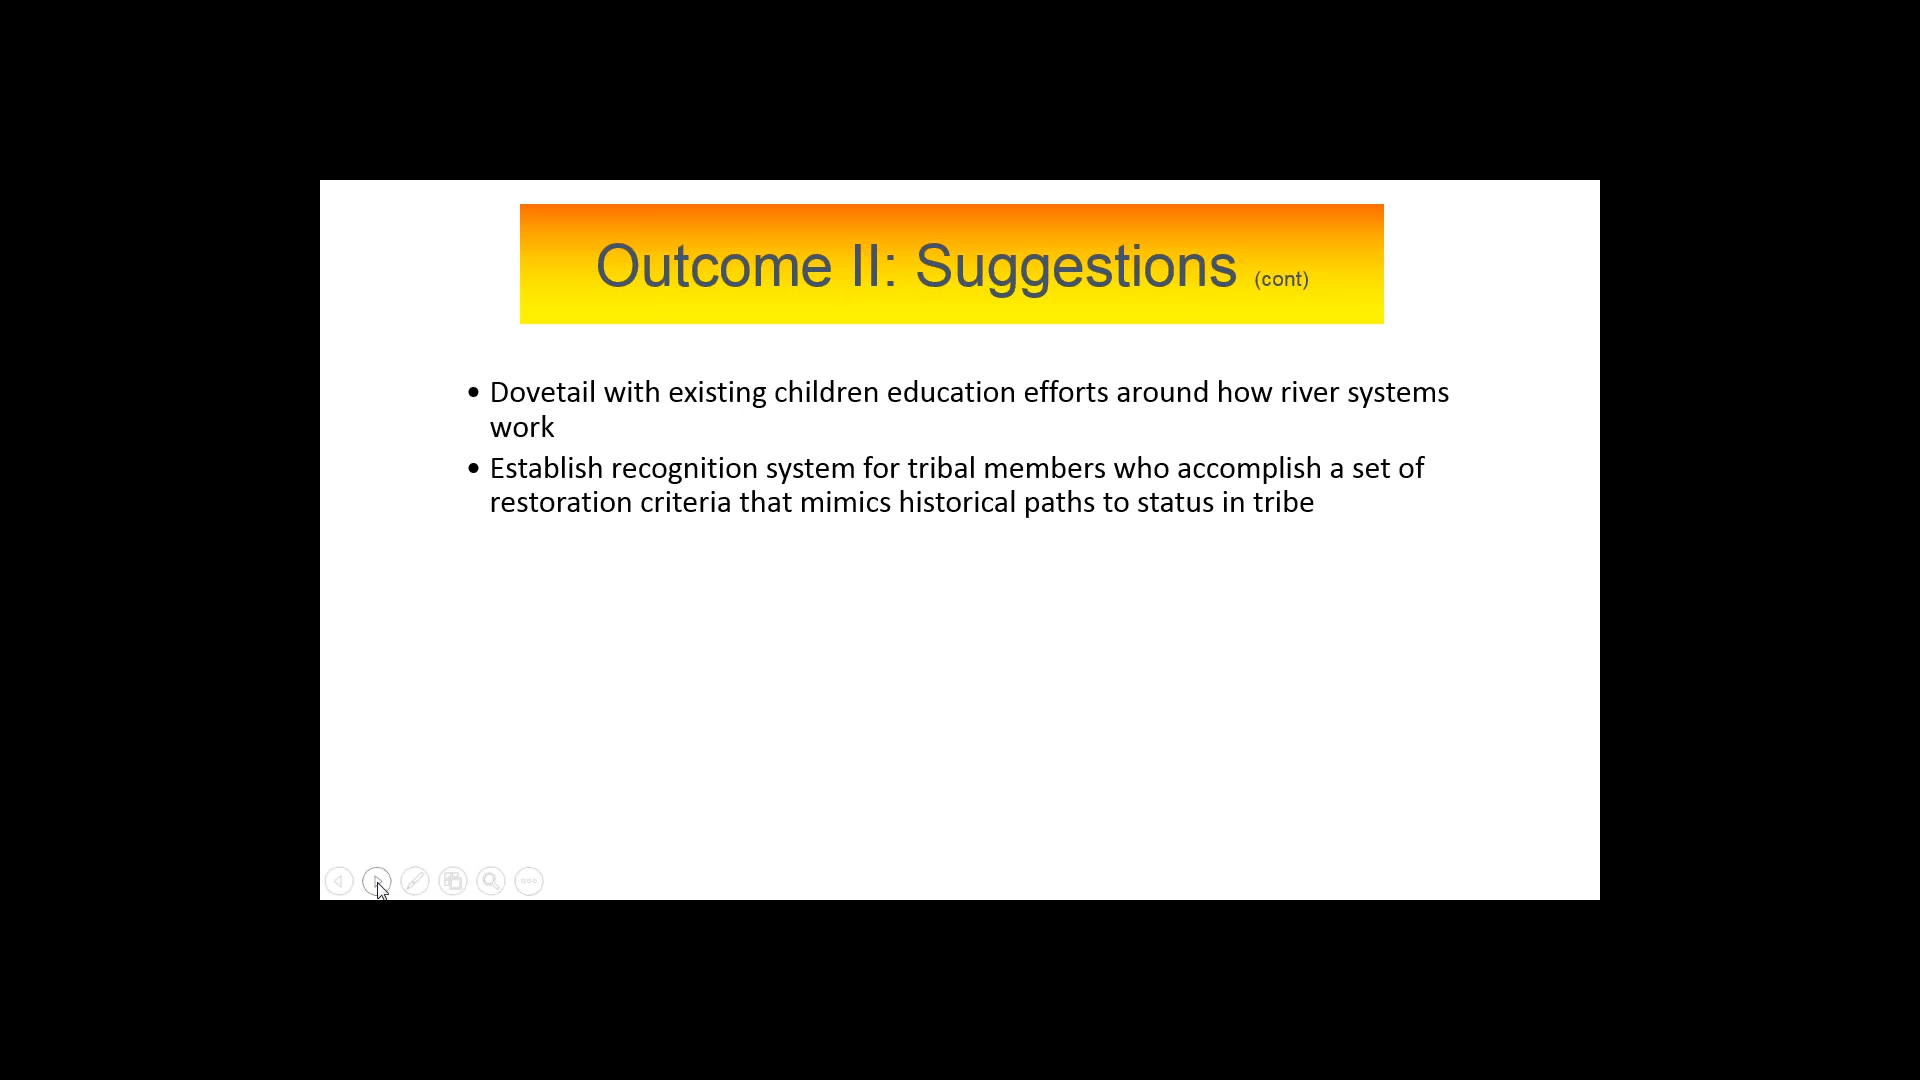 Outcome II: Suggestions (cont)
• Dovetail with existing children education efforts around how river systems
work
• Establish recognition system for tribal members who accomplish a set of
restoration criteria that mimics historical paths to status in tribe